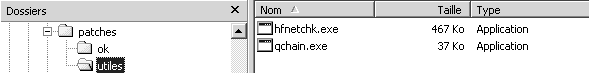 Dossiers
patches
ok
utiles
Nom Taille Type
hfnetchk.exe 467 Ko Application
qchain.exe 37 Ko Application